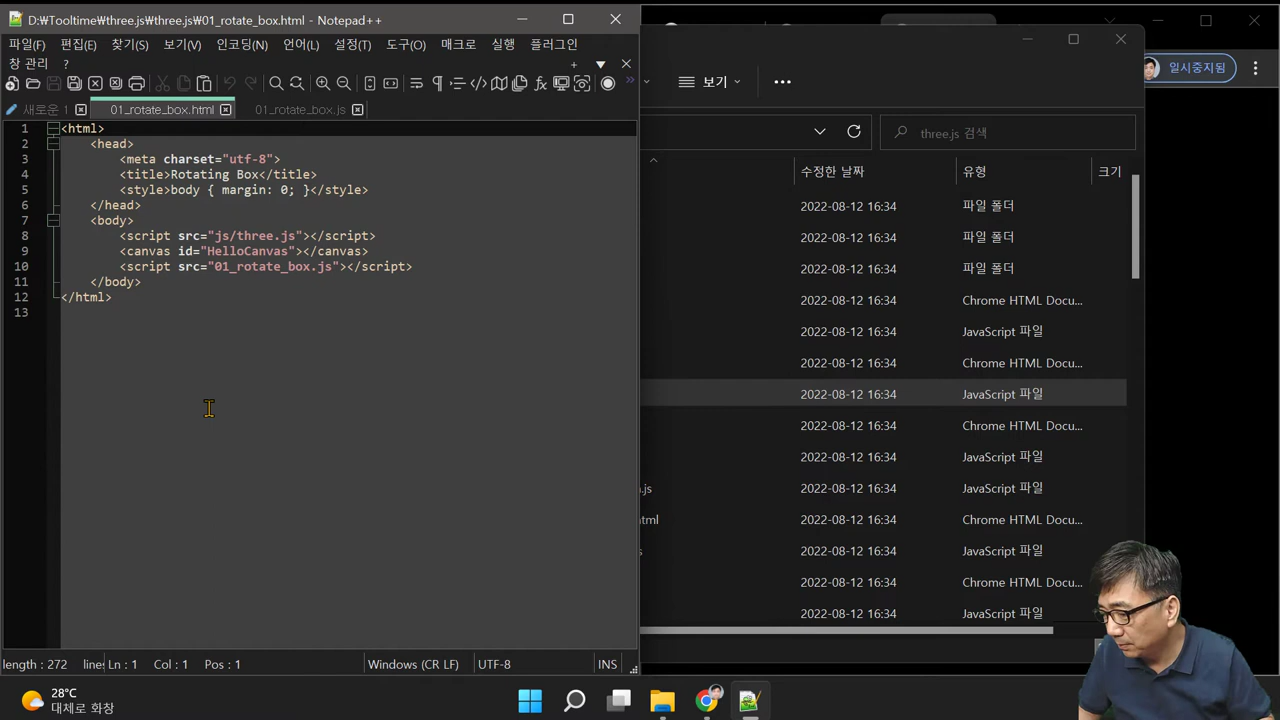 D:₩Tooltime₩three.js₩three.js₩01_rotate_box.html - Notepad++
파일(F) 편집(E) 찾기(S) 보기(V) 인코딩(N) 언어(L) 설정(T) 도구(O) 매크로 실행 플러그인
창 관리 ? + ▼ ✕
새로운 1 01_rotate_box.html 01_rotate_box.js
1 <html>
2 <head>
3 <meta charset="utf-8">
4 <title>Rotating Box</title>
5 <style>body { margin: 0; }</style>
6 </head>
7 <body>
8 <script src="js/three.js"></script>
9 <canvas id="HelloCanvas"></canvas>
10 <script src="01_rotate_box.js"></script>
11 </body>
12 </html>
13
length : 272 lines Ln : 1 Col : 1 Pos : 1 Windows (CR LF) UTF-8 INS
일시중지됨
보기
three.js 검색
수정한 날짜 유형 크기
2022-08-12 16:34 파일 폴더
2022-08-12 16:34 파일 폴더
2022-08-12 16:34 파일 폴더
2022-08-12 16:34 Chrome HTML Docu...
2022-08-12 16:34 JavaScript 파일
2022-08-12 16:34 Chrome HTML Docu...
2022-08-12 16:34 JavaScript 파일
2022-08-12 16:34 Chrome HTML Docu...
2022-08-12 16:34 JavaScript 파일
.js 2022-08-12 16:34 JavaScript 파일
html 2022-08-12 16:34 Chrome HTML Docu...
2022-08-12 16:34 JavaScript 파일
2022-08-12 16:34 Chrome HTML Docu...
2022-08-12 16:34 JavaScript 파일
28°C
대체로 화창